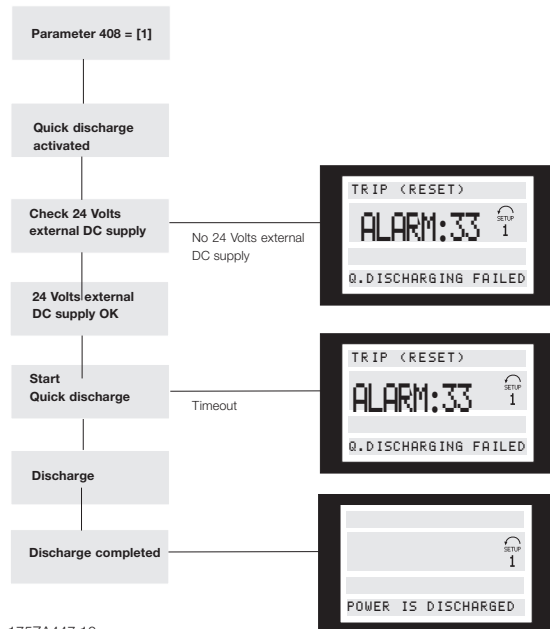 Parameter 408 = [1]
Quick discharge
activated
Check 24 Volts
external DC supply
No 24 Volts external
DC supply
TRIP (RESET)
ALARM:33
SETUP
1
Q.DISCHARGING FAILED
24 Volts external
DC supply OK
Start
Quick discharge
Timeout
TRIP (RESET)
ALARM:33
SETUP
1
Q.DISCHARGING FAILED
Discharge
Discharge completed
SETUP
1
POWER IS DISCHARGED